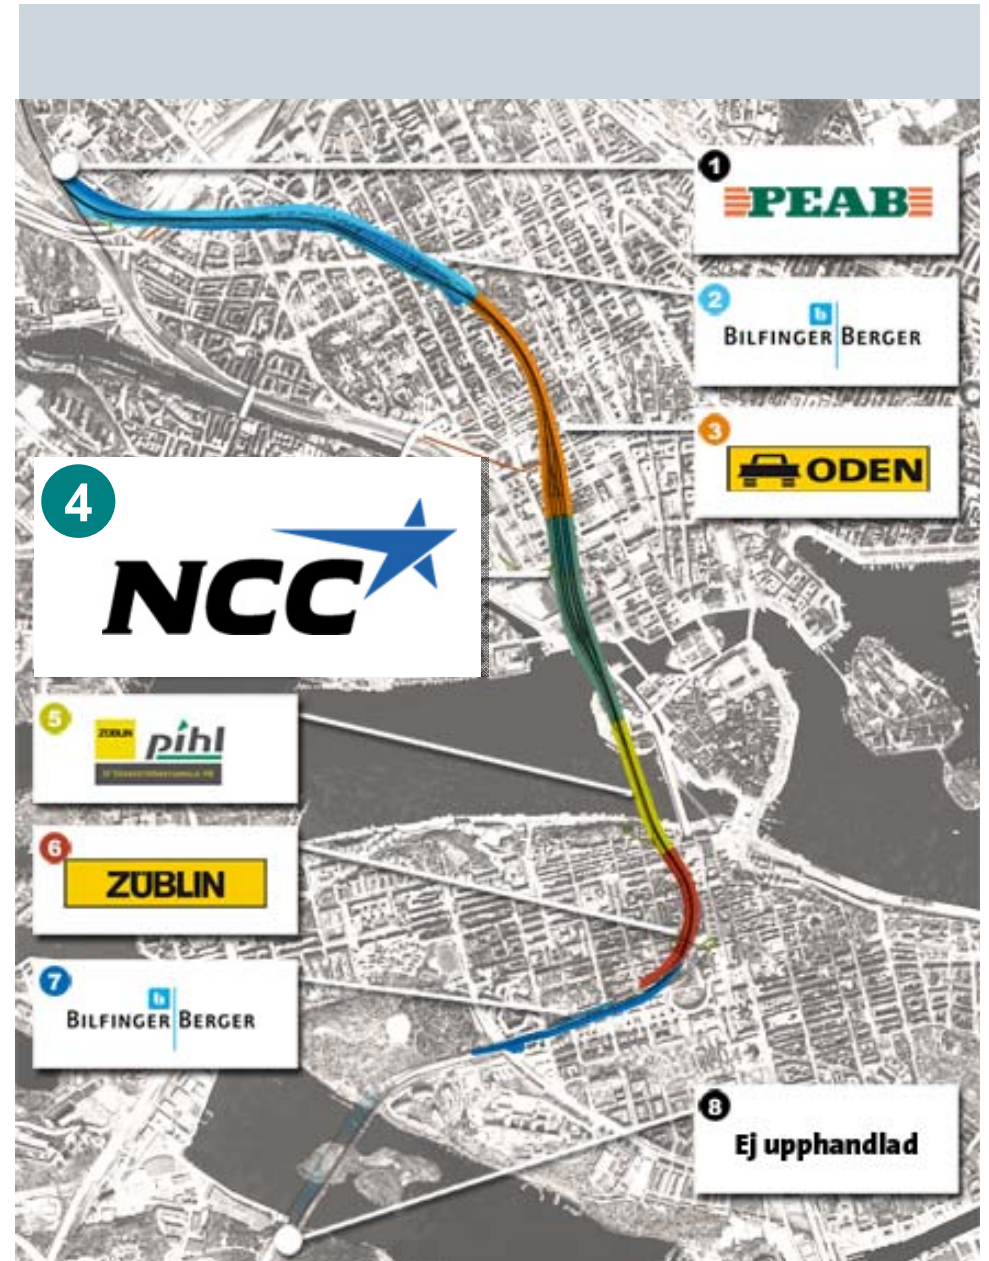 1
PEAB
2
b
BILFINGER BERGER
3
ODEN
4
NCC
5
ZÜBLIN
pihl
6
ZÜBLIN
7
b
BILFINGER BERGER
8
Ej upphandlad